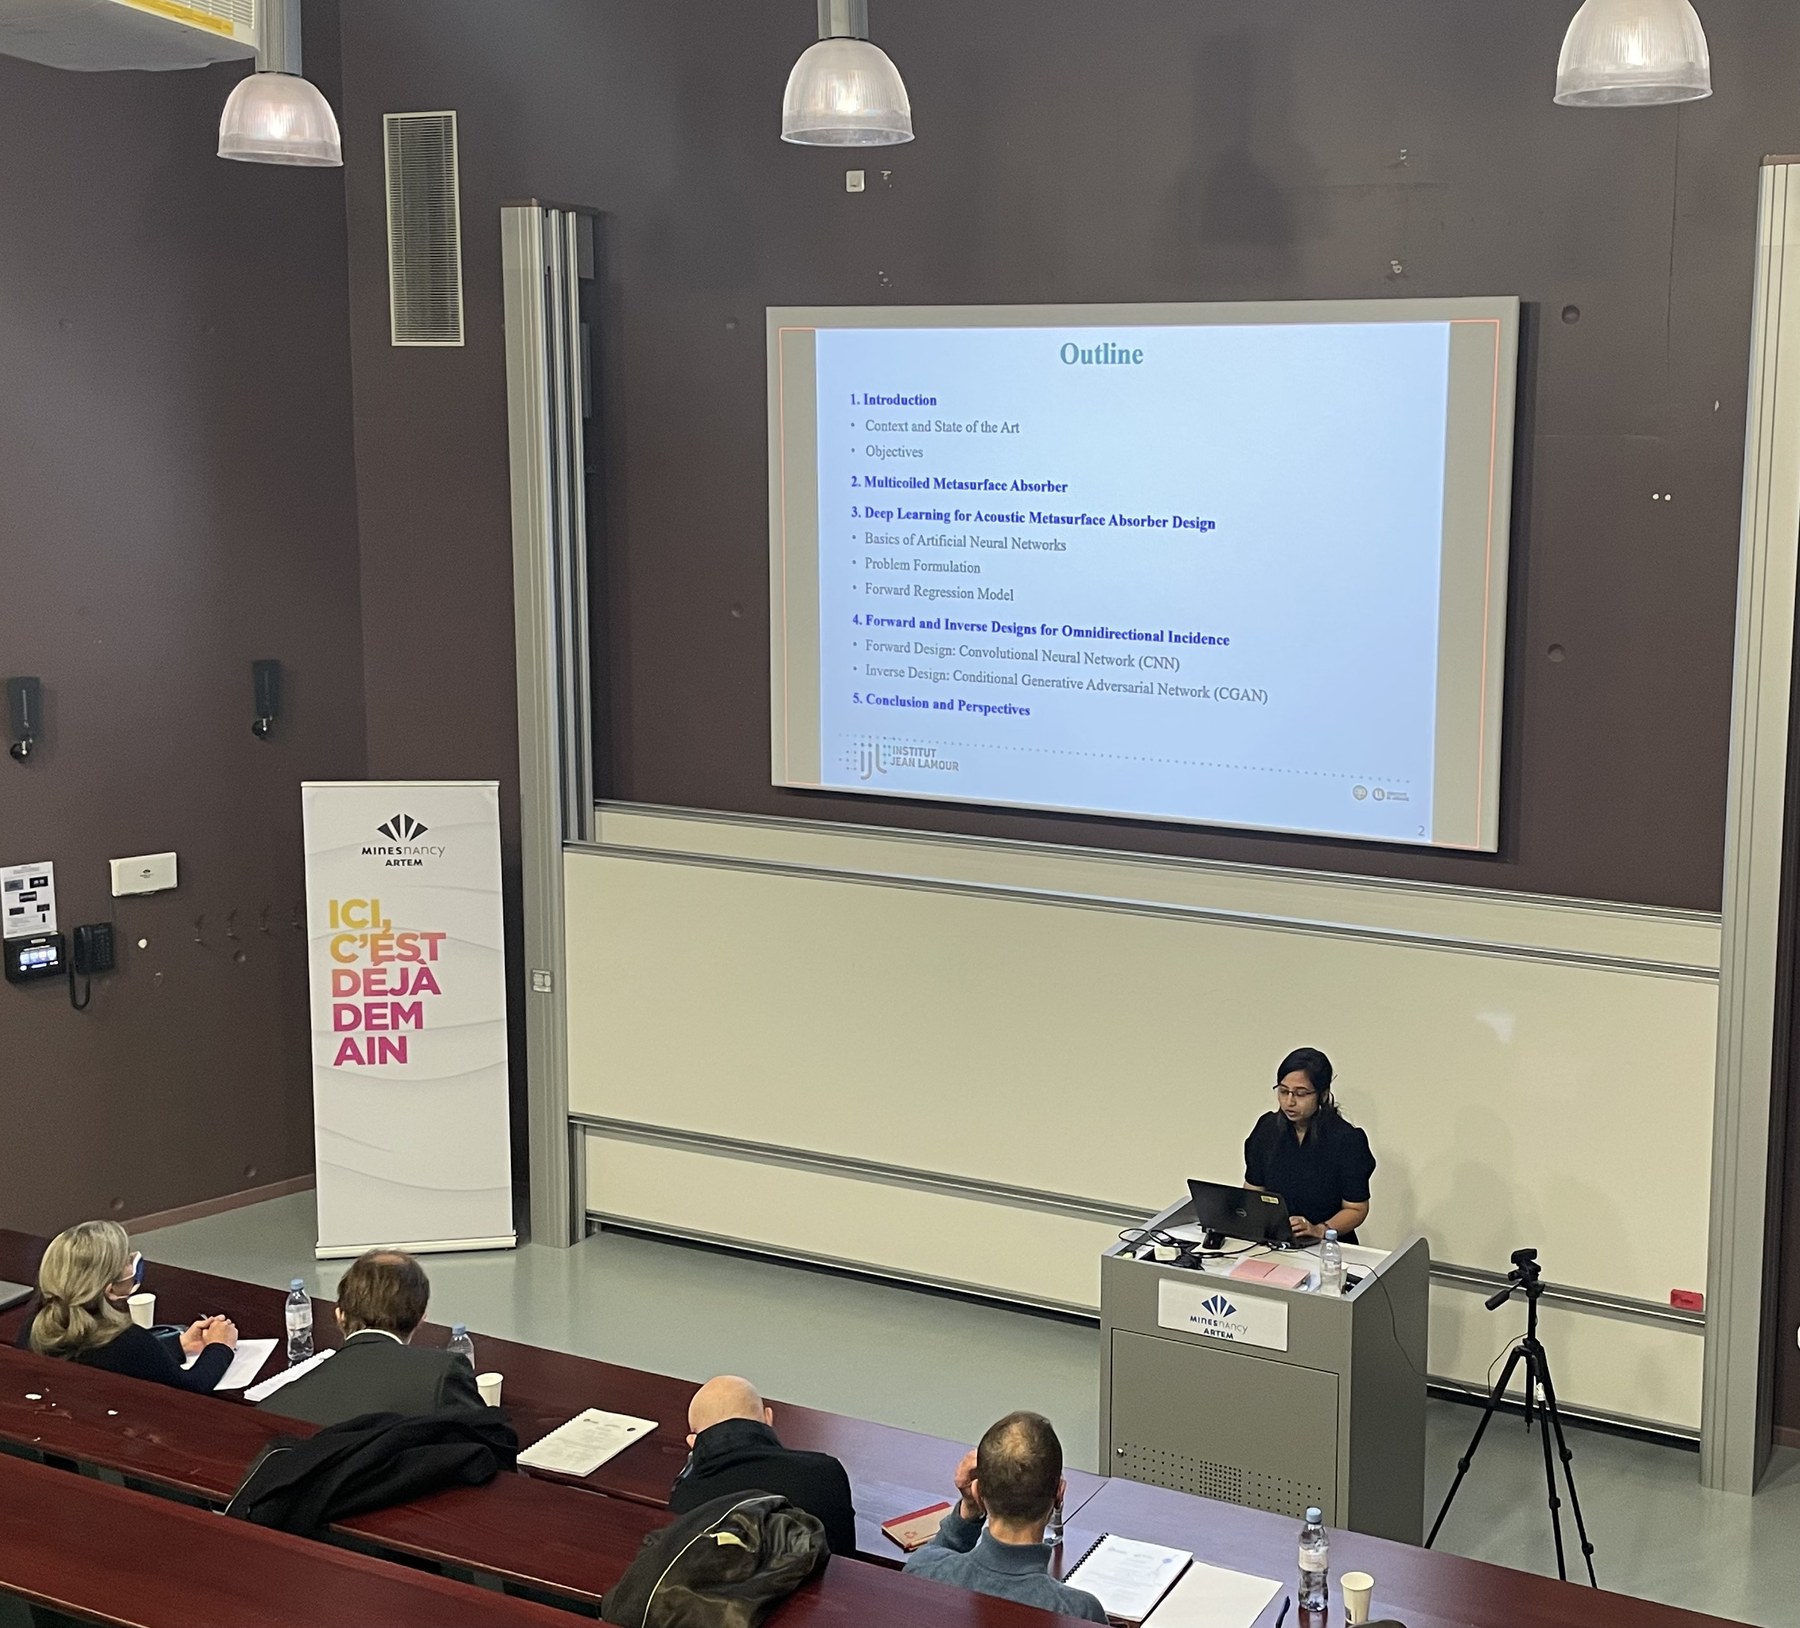 Outline
1. Introduction
• Context and State of the Art
• Objectives
2. Multicoiled Metasurface Absorber
3. Deep Learning for Acoustic Metasurface Absorber Design
• Basics of Artificial Neural Networks
• Problem Formulation
• Forward Regression Model
4. Forward and Inverse Designs for Omnidirectional Incidence
• Forward Design: Convolutional Neural Network (CNN)
• Inverse Design: Conditional Generative Adversarial Network (CGAN)
5. Conclusion and Perspectives
ijl INSTITUT
JEAN LAMOUR
2
MINESNANCY
ARTEM
ICI,
C'EST
DÉJÀ
DEM
AIN
DELL
MINESNANCY
ARTEM